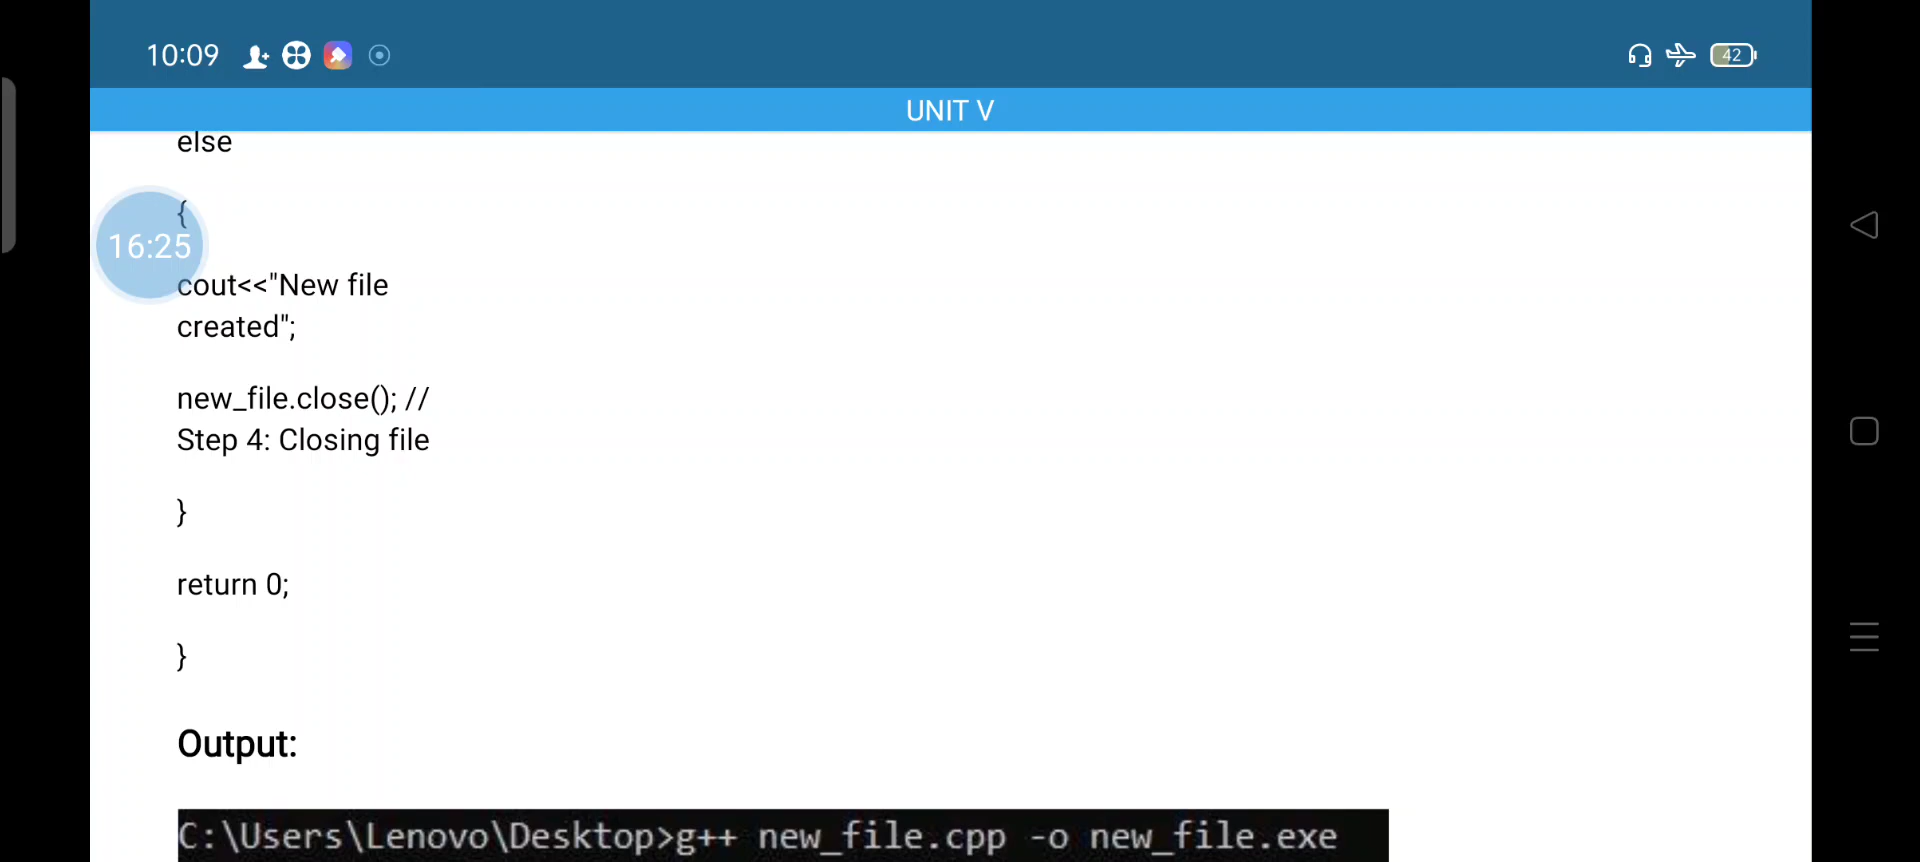 10:09
42
UNIT V
else
{
16:25
cout<<"New file
created";
new_file.close(); //
Step 4: Closing file
}
return 0;
}
Output:
C:\Users\Lenovo\Desktop>g++ new_file.cpp -o new_file.exe